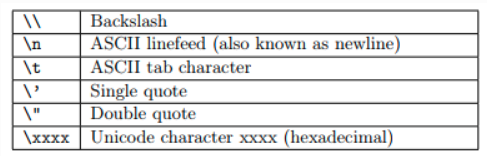 \\ Backslash
\n ASCII linefeed (also known as newline)
\t ASCII tab character
\' Single quote
\" Double quote
\xxxx Unicode character xxxx (hexadecimal)